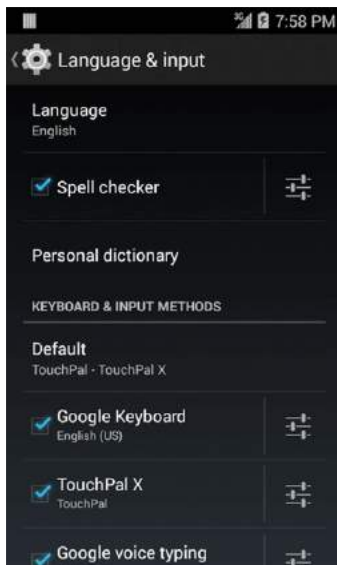 3G 7:58 PM
Language & input
Language
English
Spell checker
Personal dictionary
KEYBOARD & INPUT METHODS
Default
TouchPal - TouchPal X
Google Keyboard
English (US)
TouchPal X
TouchPal
Google voice typing